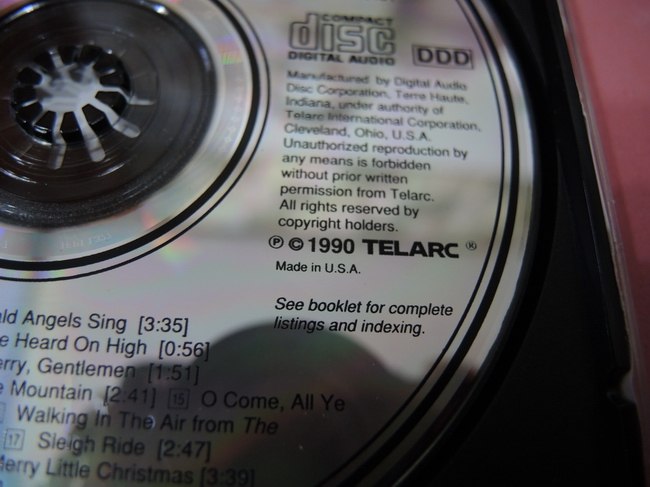 COMPACT
disc
DIGITAL AUDIO
DDD
Manufactured by Digital Audio
Disc Corporation, Terre Haute,
Indiana, under authority of
Telarc International Corporation,
Cleveland, Ohio, U.S.A.
Unauthorized reproduction by
any means is forbidden
without prior written
permission from Telarc.
All rights reserved by
copyright holders.
℗ © 1990 TELARC ®
Made in U.S.A.
See booklet for complete
listings and indexing.
ald Angels Sing [3:35]
e Heard On High [0:56]
erry, Gentlemen [1:51]
e Mountain [2:41] 15 O Come, All Ye
Walking In The Air from The
17 Sleigh Ride [2:47]
Merry Little Christmas [3:39]